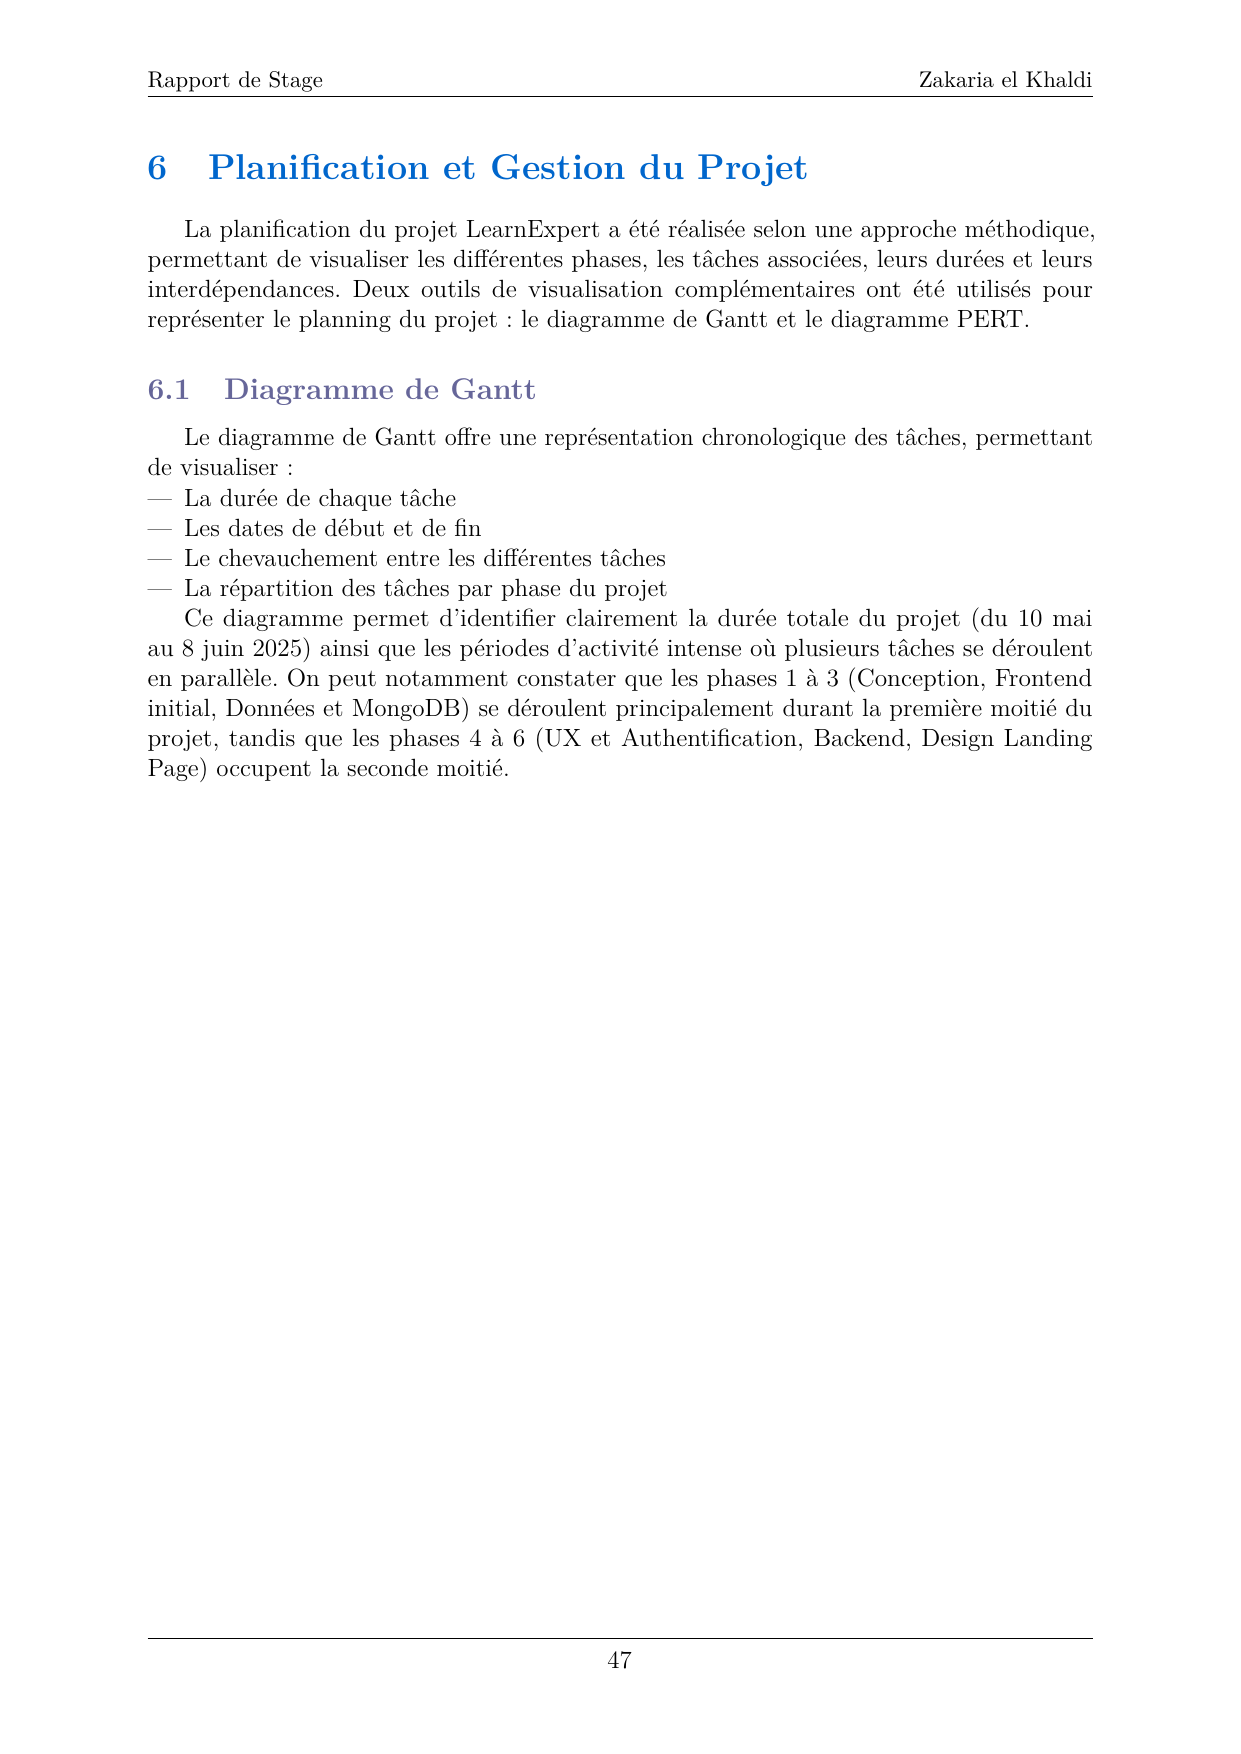 Rapport de Stage Zakaria el Khaldi
6 Planification et Gestion du Projet
La planification du projet LearnExpert a été réalisée selon une approche méthodique,
permettant de visualiser les différentes phases, les tâches associées, leurs durées et leurs
interdépendances. Deux outils de visualisation complémentaires ont été utilisés pour
représenter le planning du projet : le diagramme de Gantt et le diagramme PERT.
6.1 Diagramme de Gantt
Le diagramme de Gantt offre une représentation chronologique des tâches, permettant
de visualiser :
— La durée de chaque tâche
— Les dates de début et de fin
— Le chevauchement entre les différentes tâches
— La répartition des tâches par phase du projet
Ce diagramme permet d'identifier clairement la durée totale du projet (du 10 mai
au 8 juin 2025) ainsi que les périodes d'activité intense où plusieurs tâches se déroulent
en parallèle. On peut notamment constater que les phases 1 à 3 (Conception, Frontend
initial, Données et MongoDB) se déroulent principalement durant la première moitié du
projet, tandis que les phases 4 à 6 (UX et Authentification, Backend, Design Landing
Page) occupent la seconde moitié.
47